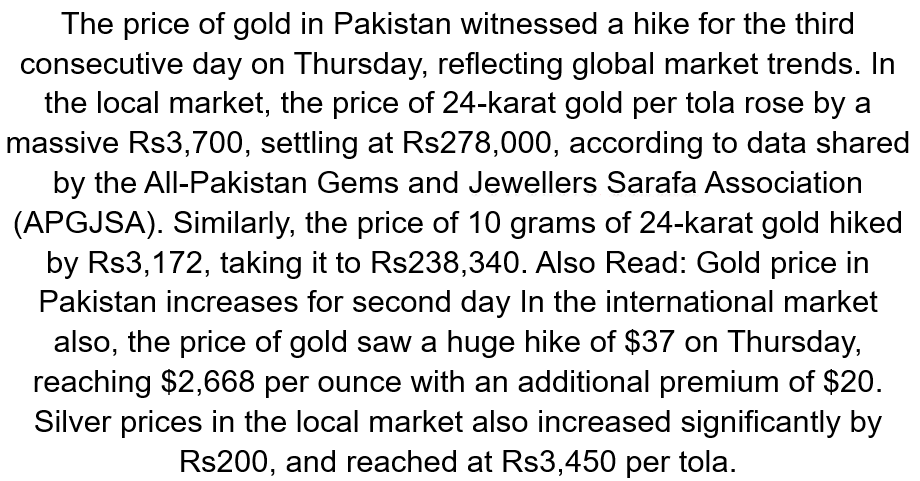 The price of gold in Pakistan witnessed a hike for the third
consecutive day on Thursday, reflecting global market trends. In
the local market, the price of 24-karat gold per tola rose by a
massive Rs3,700, settling at Rs278,000, according to data shared
by the All-Pakistan Gems and Jewellers Sarafa Association
(APGJSA). Similarly, the price of 10 grams of 24-karat gold hiked
by Rs3,172, taking it to Rs238,340. Also Read: Gold price in
Pakistan increases for second day In the international market
also, the price of gold saw a huge hike of $37 on Thursday,
reaching $2,668 per ounce with an additional premium of $20.
Silver prices in the local market also increased significantly by
Rs200, and reached at Rs3,450 per tola.